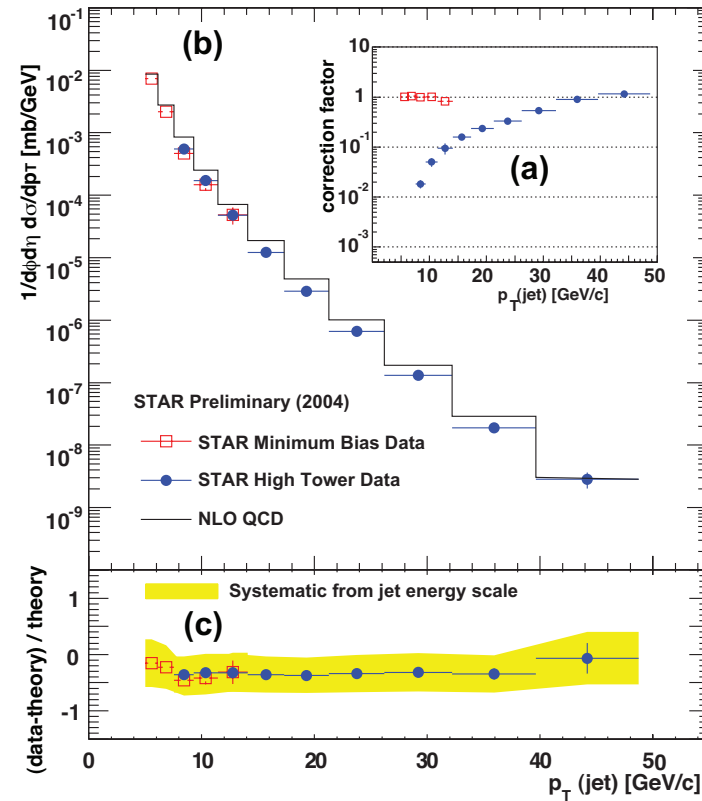 (b)
1/dφdη dσ/dpT [mb/GeV]
10^-1
10^-2
10^-3
10^-4
10^-5
10^-6
10^-7
10^-8
10^-9
(a)
correction factor
10
1
10^-1
10^-2
10^-3
10 20 30 40 50
p_T(jet) [GeV/c]
STAR Preliminary (2004)
STAR Minimum Bias Data
STAR High Tower Data
NLO QCD
(data-theory) / theory
1
0
-1
Systematic from jet energy scale
(c)
0 10 20 30 40 50
p_T (jet) [GeV/c]